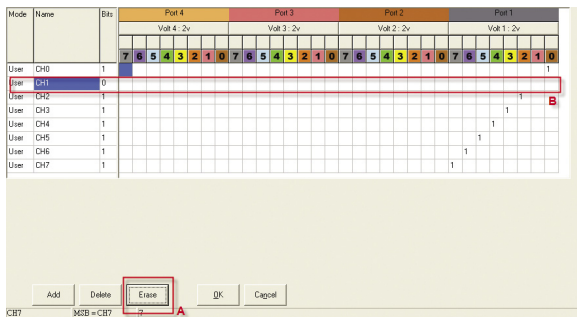 Mode Name Bits Port 4 Port 3 Port 2 Port 1
Volt 4 : 2v Volt 3 : 2v Volt 2 : 2v Volt 1 : 2v
7 6 5 4 3 2 1 0 7 6 5 4 3 2 1 0 7 6 5 4 3 2 1 0 7 6 5 4 3 2 1 0
User CH0 1 1
User CH1 0
B
User CH2 1 1
User CH3 1 1
User CH4 1 1
User CH5 1 1
User CH6 1 1
User CH7 1 1
Add Delete Erase OK Cancel
A
CH7 MSB = CH7 7